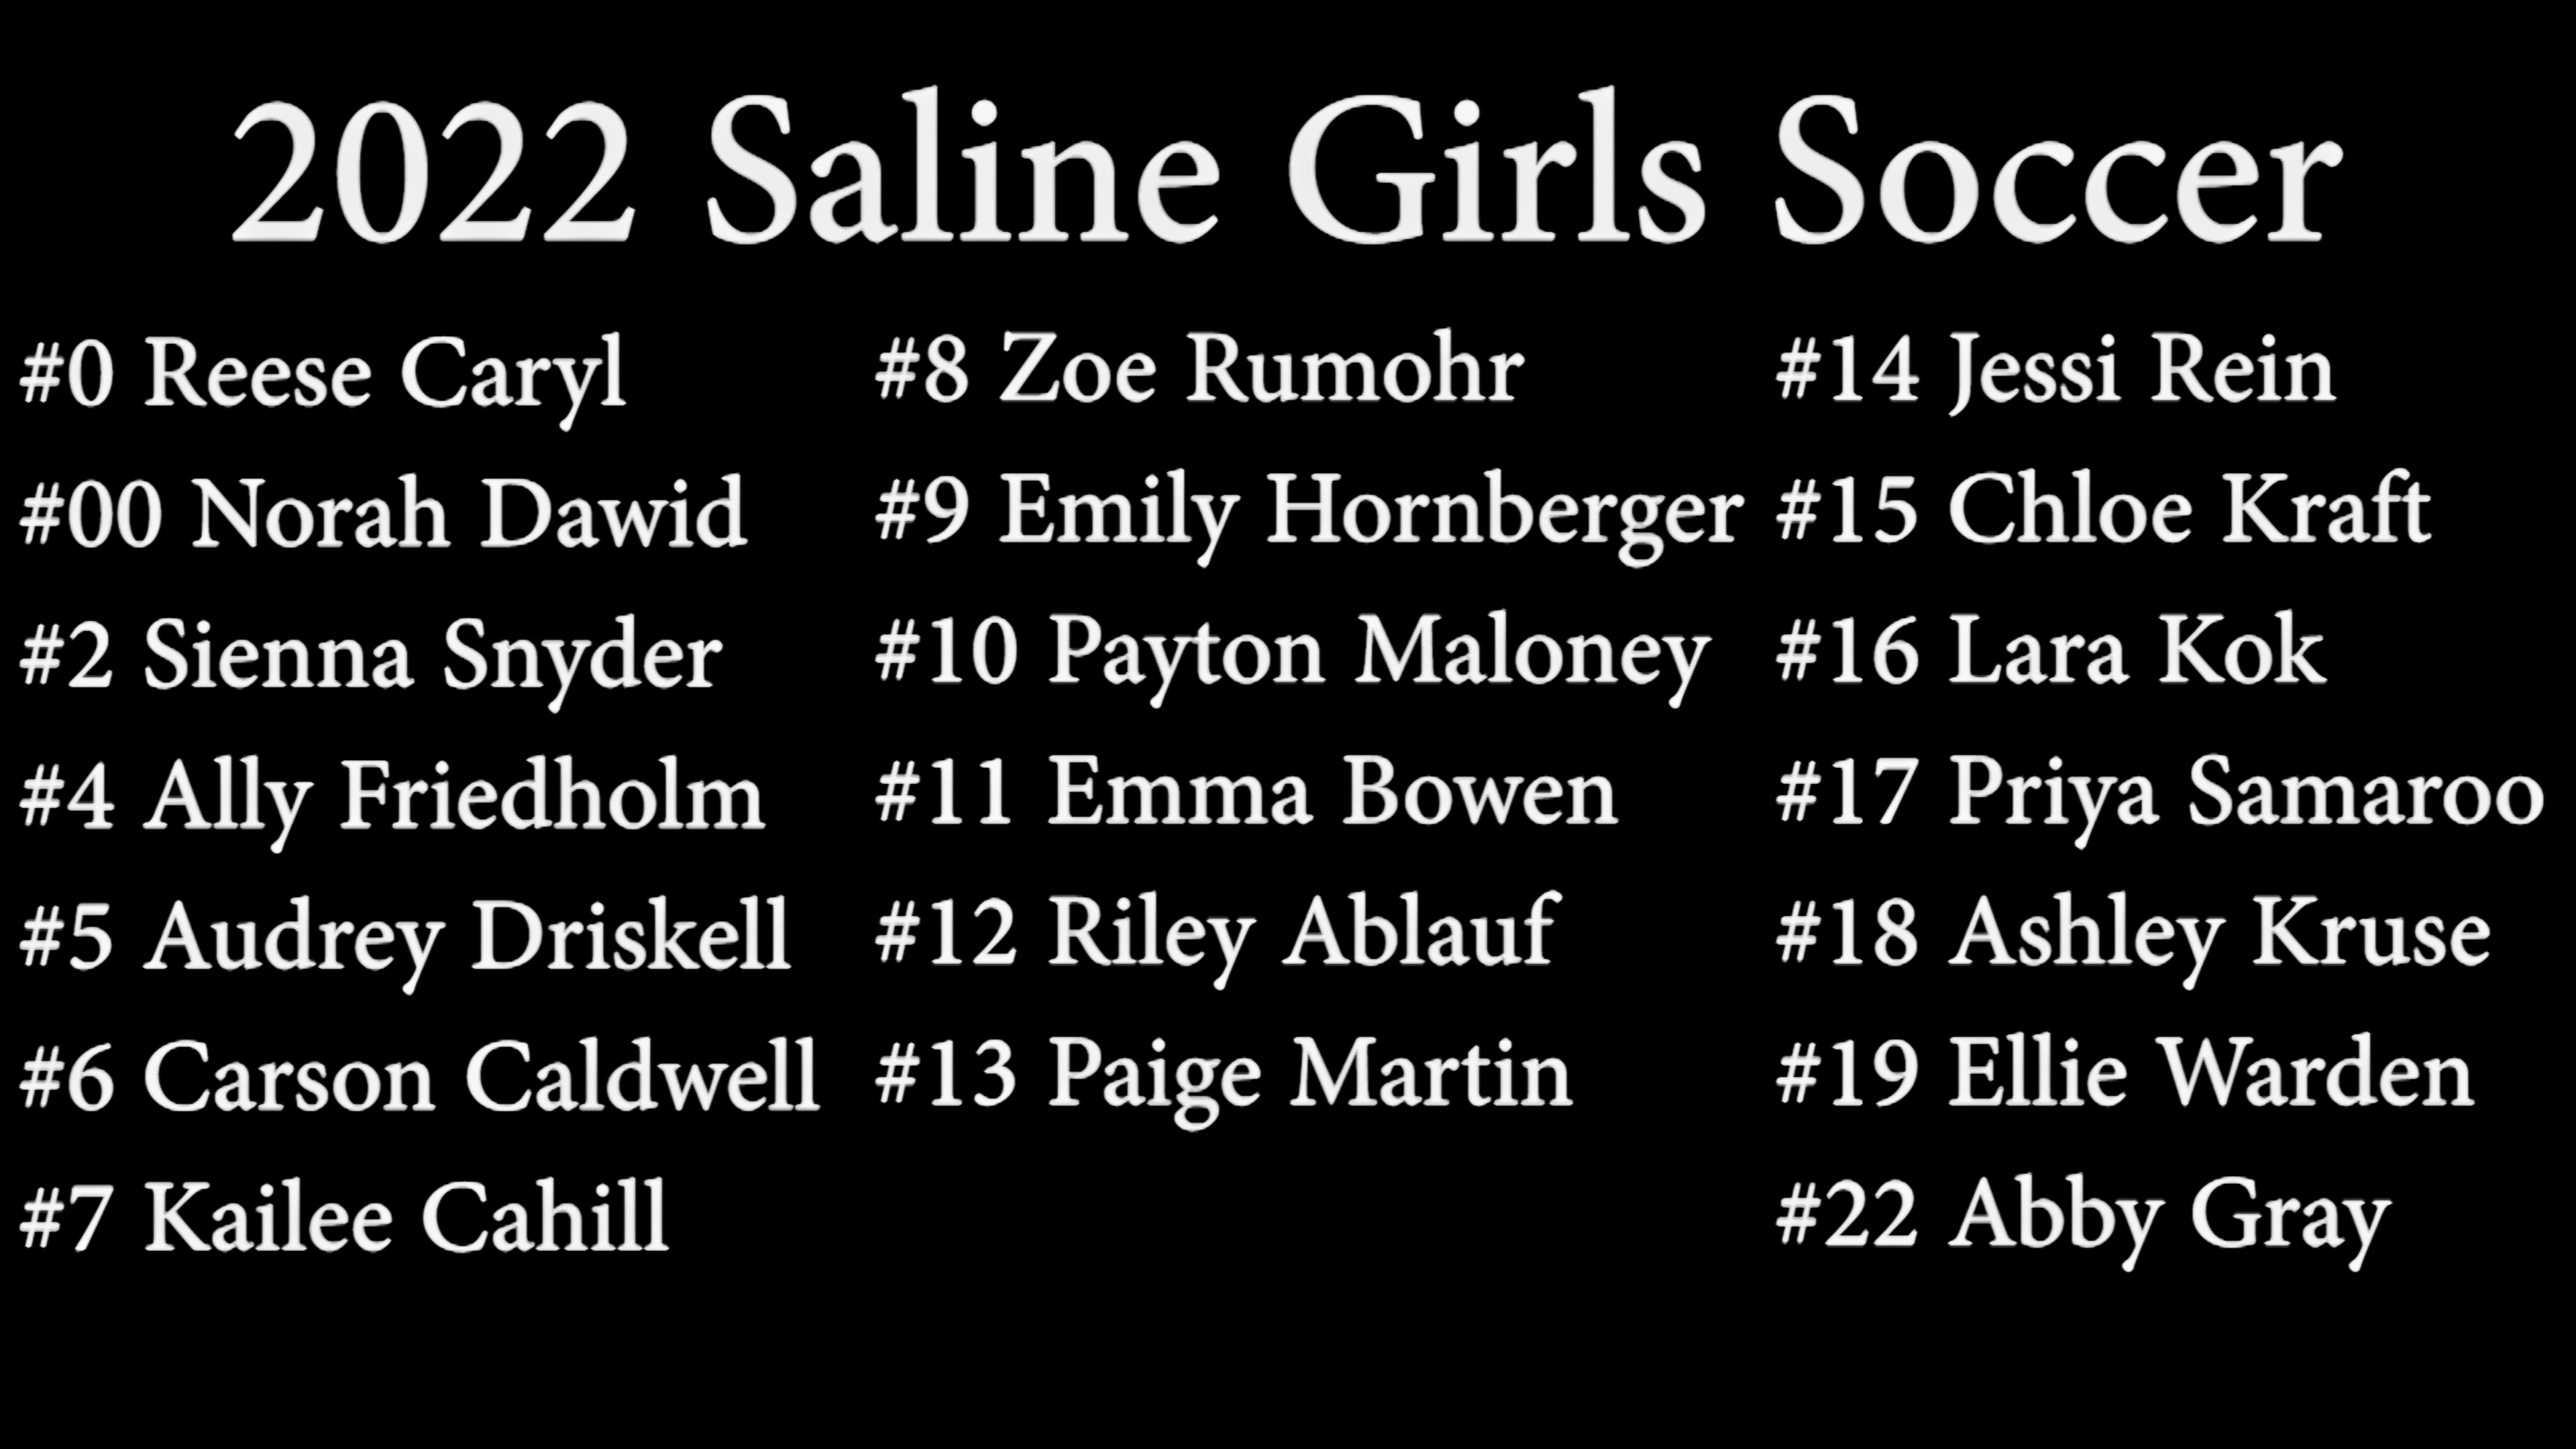 2022 Saline Girls Soccer
#0 Reese Caryl
#00 Norah Dawid
#2 Sienna Snyder
#4 Ally Friedholm
#5 Audrey Driskell
#6 Carson Caldwell
#7 Kailee Cahill
#8 Zoe Rumohr
#9 Emily Hornberger
#10 Payton Maloney
#11 Emma Bowen
#12 Riley Ablauf
#13 Paige Martin
#14 Jessi Rein
#15 Chloe Kraft
#16 Lara Kok
#17 Priya Samaroo
#18 Ashley Kruse
#19 Ellie Warden
#22 Abby Gray